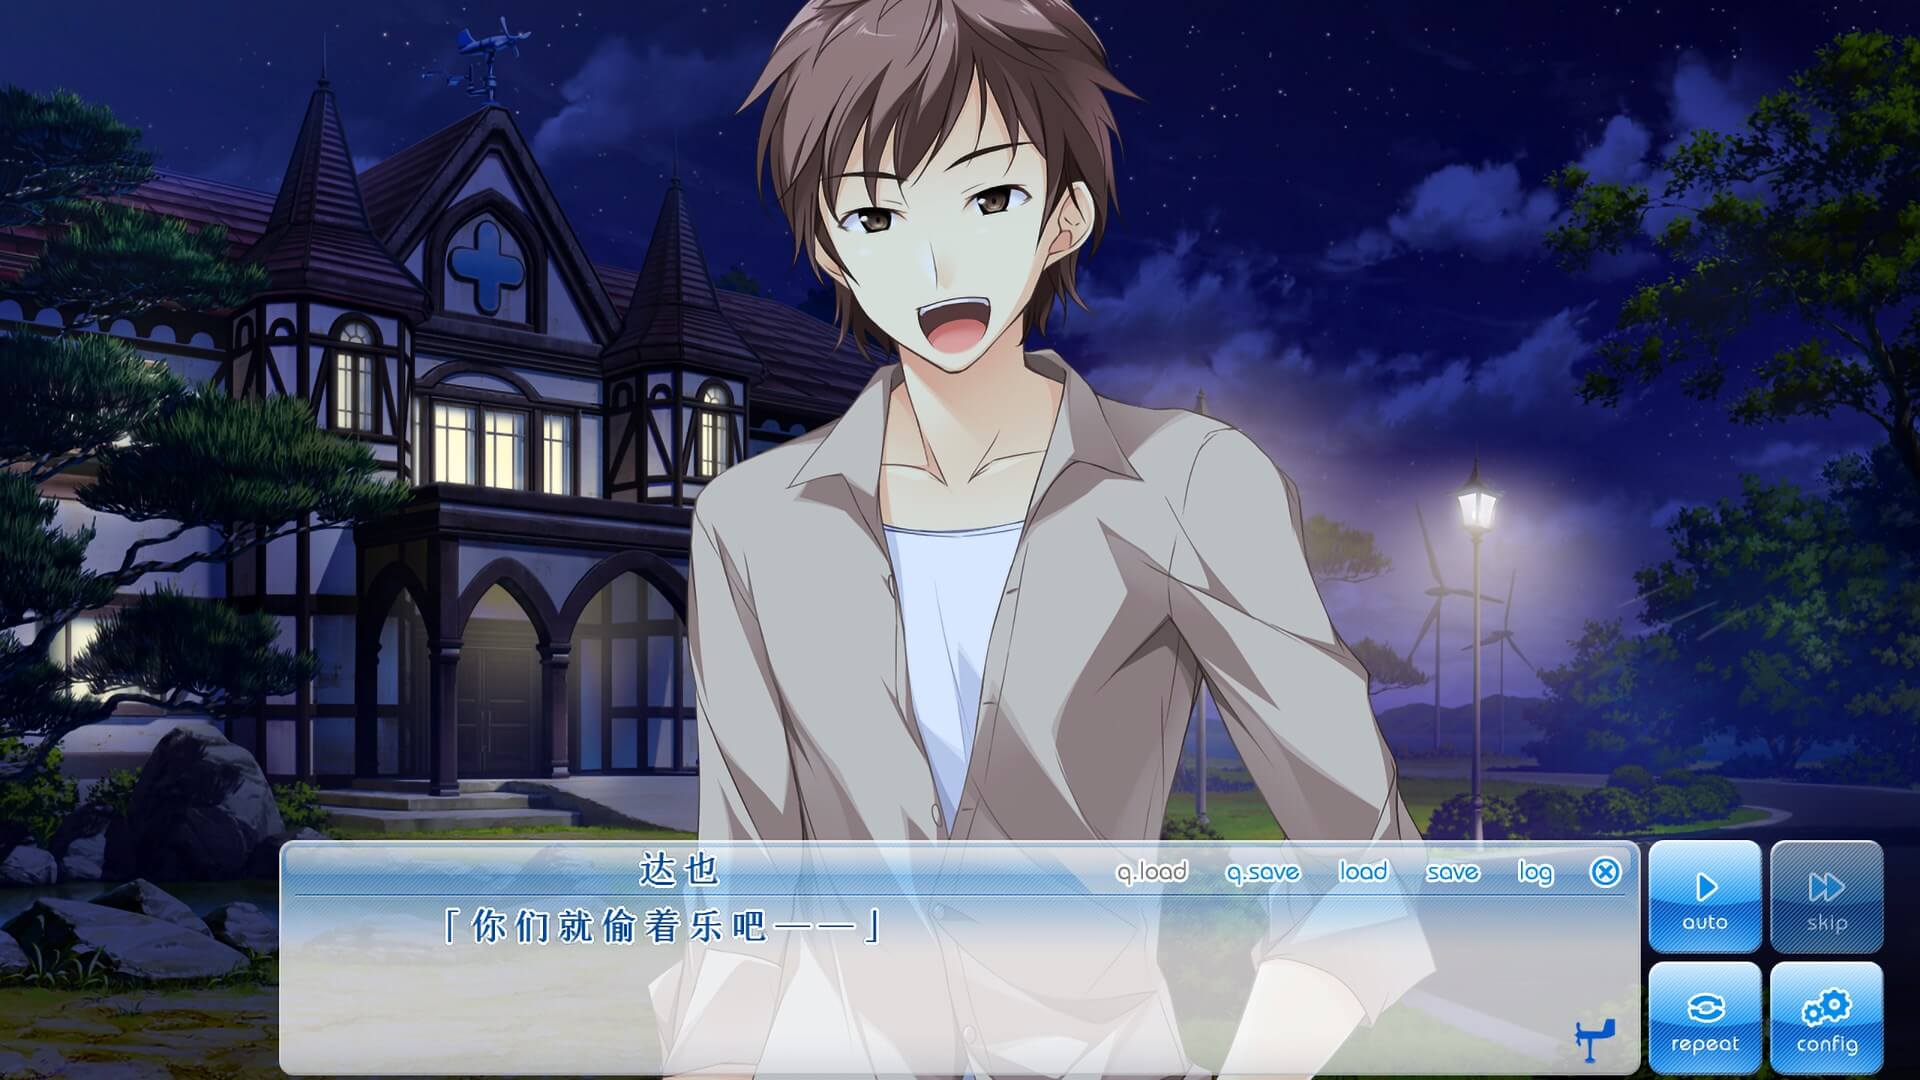 达也
q.load q.save load save log
「你们就偷着乐吧——」
auto
skip
repeat
config